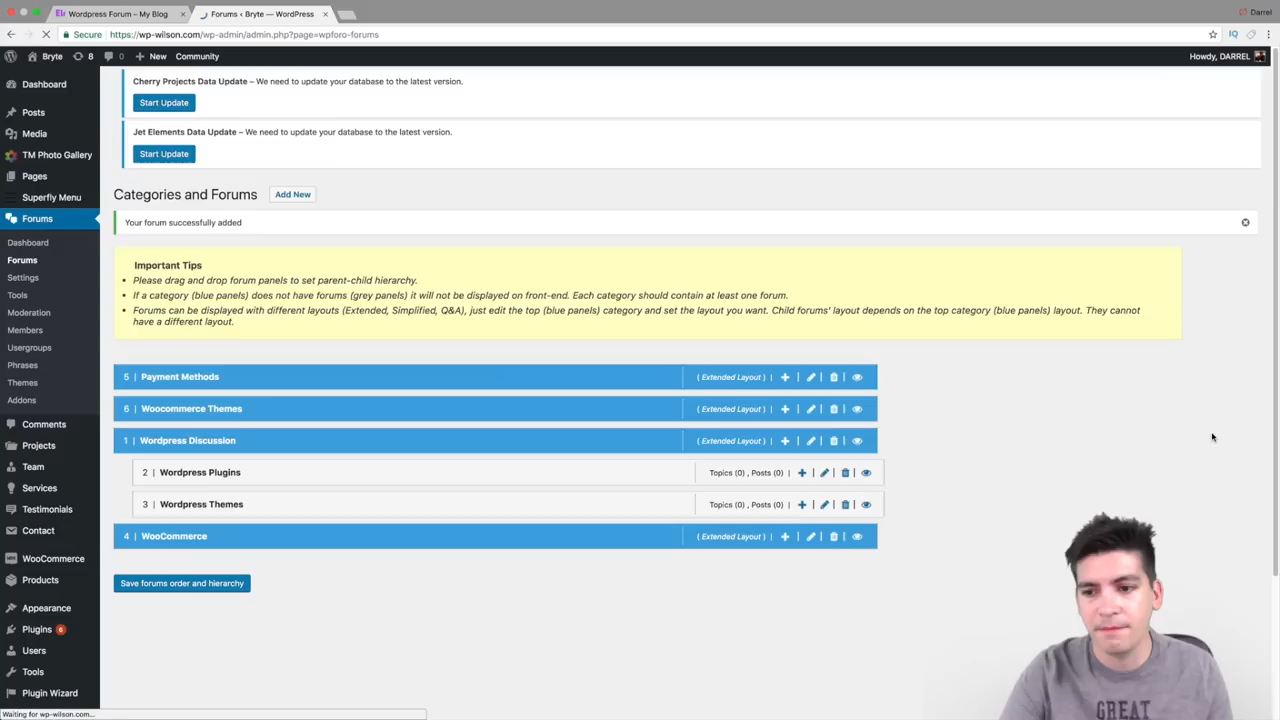 Wordpress Forum – My Blog
Forums ‹ Bryte — WordPress
Darrel
Secure
https://wp-wilson.com/wp-admin/admin.php?page=wpforo-forums
IQ
Bryte
8
0
New
Community
Howdy, DARREL
Dashboard
Posts
Media
TM Photo Gallery
Pages
Superfly Menu
Forums
Dashboard
Forums
Settings
Tools
Moderation
Members
Usergroups
Phrases
Themes
Addons
Comments
Projects
Team
Services
Testimonials
Contact
WooCommerce
Products
Appearance
Plugins 6
Users
Tools
Plugin Wizard
Cherry Projects Data Update – We need to update your database to the latest version.
Start Update
Jet Elements Data Update – We need to update your database to the latest version.
Start Update
Categories and Forums
Add New
Your forum successfully added
Important Tips
• Please drag and drop forum panels to set parent-child hierarchy.
• If a category (blue panels) does not have forums (grey panels) it will not be displayed on front-end. Each category should contain at least one forum.
• Forums can be displayed with different layouts (Extended, Simplified, Q&A), just edit the top (blue panels) category and set the layout you want. Child forums' layout depends on the top category (blue panels) layout. They cannot
have a different layout.
5 | Payment Methods ( Extended Layout ) | | | |
6 | Woocommerce Themes ( Extended Layout ) | | | |
1 | Wordpress Discussion ( Extended Layout ) | | | |
2 | Wordpress Plugins Topics (0) , Posts (0) | | | |
3 | Wordpress Themes Topics (0) , Posts (0) | | | |
4 | WooCommerce ( Extended Layout ) | | | |
Save forums order and hierarchy
GREAT
Waiting for wp-wilson.com...